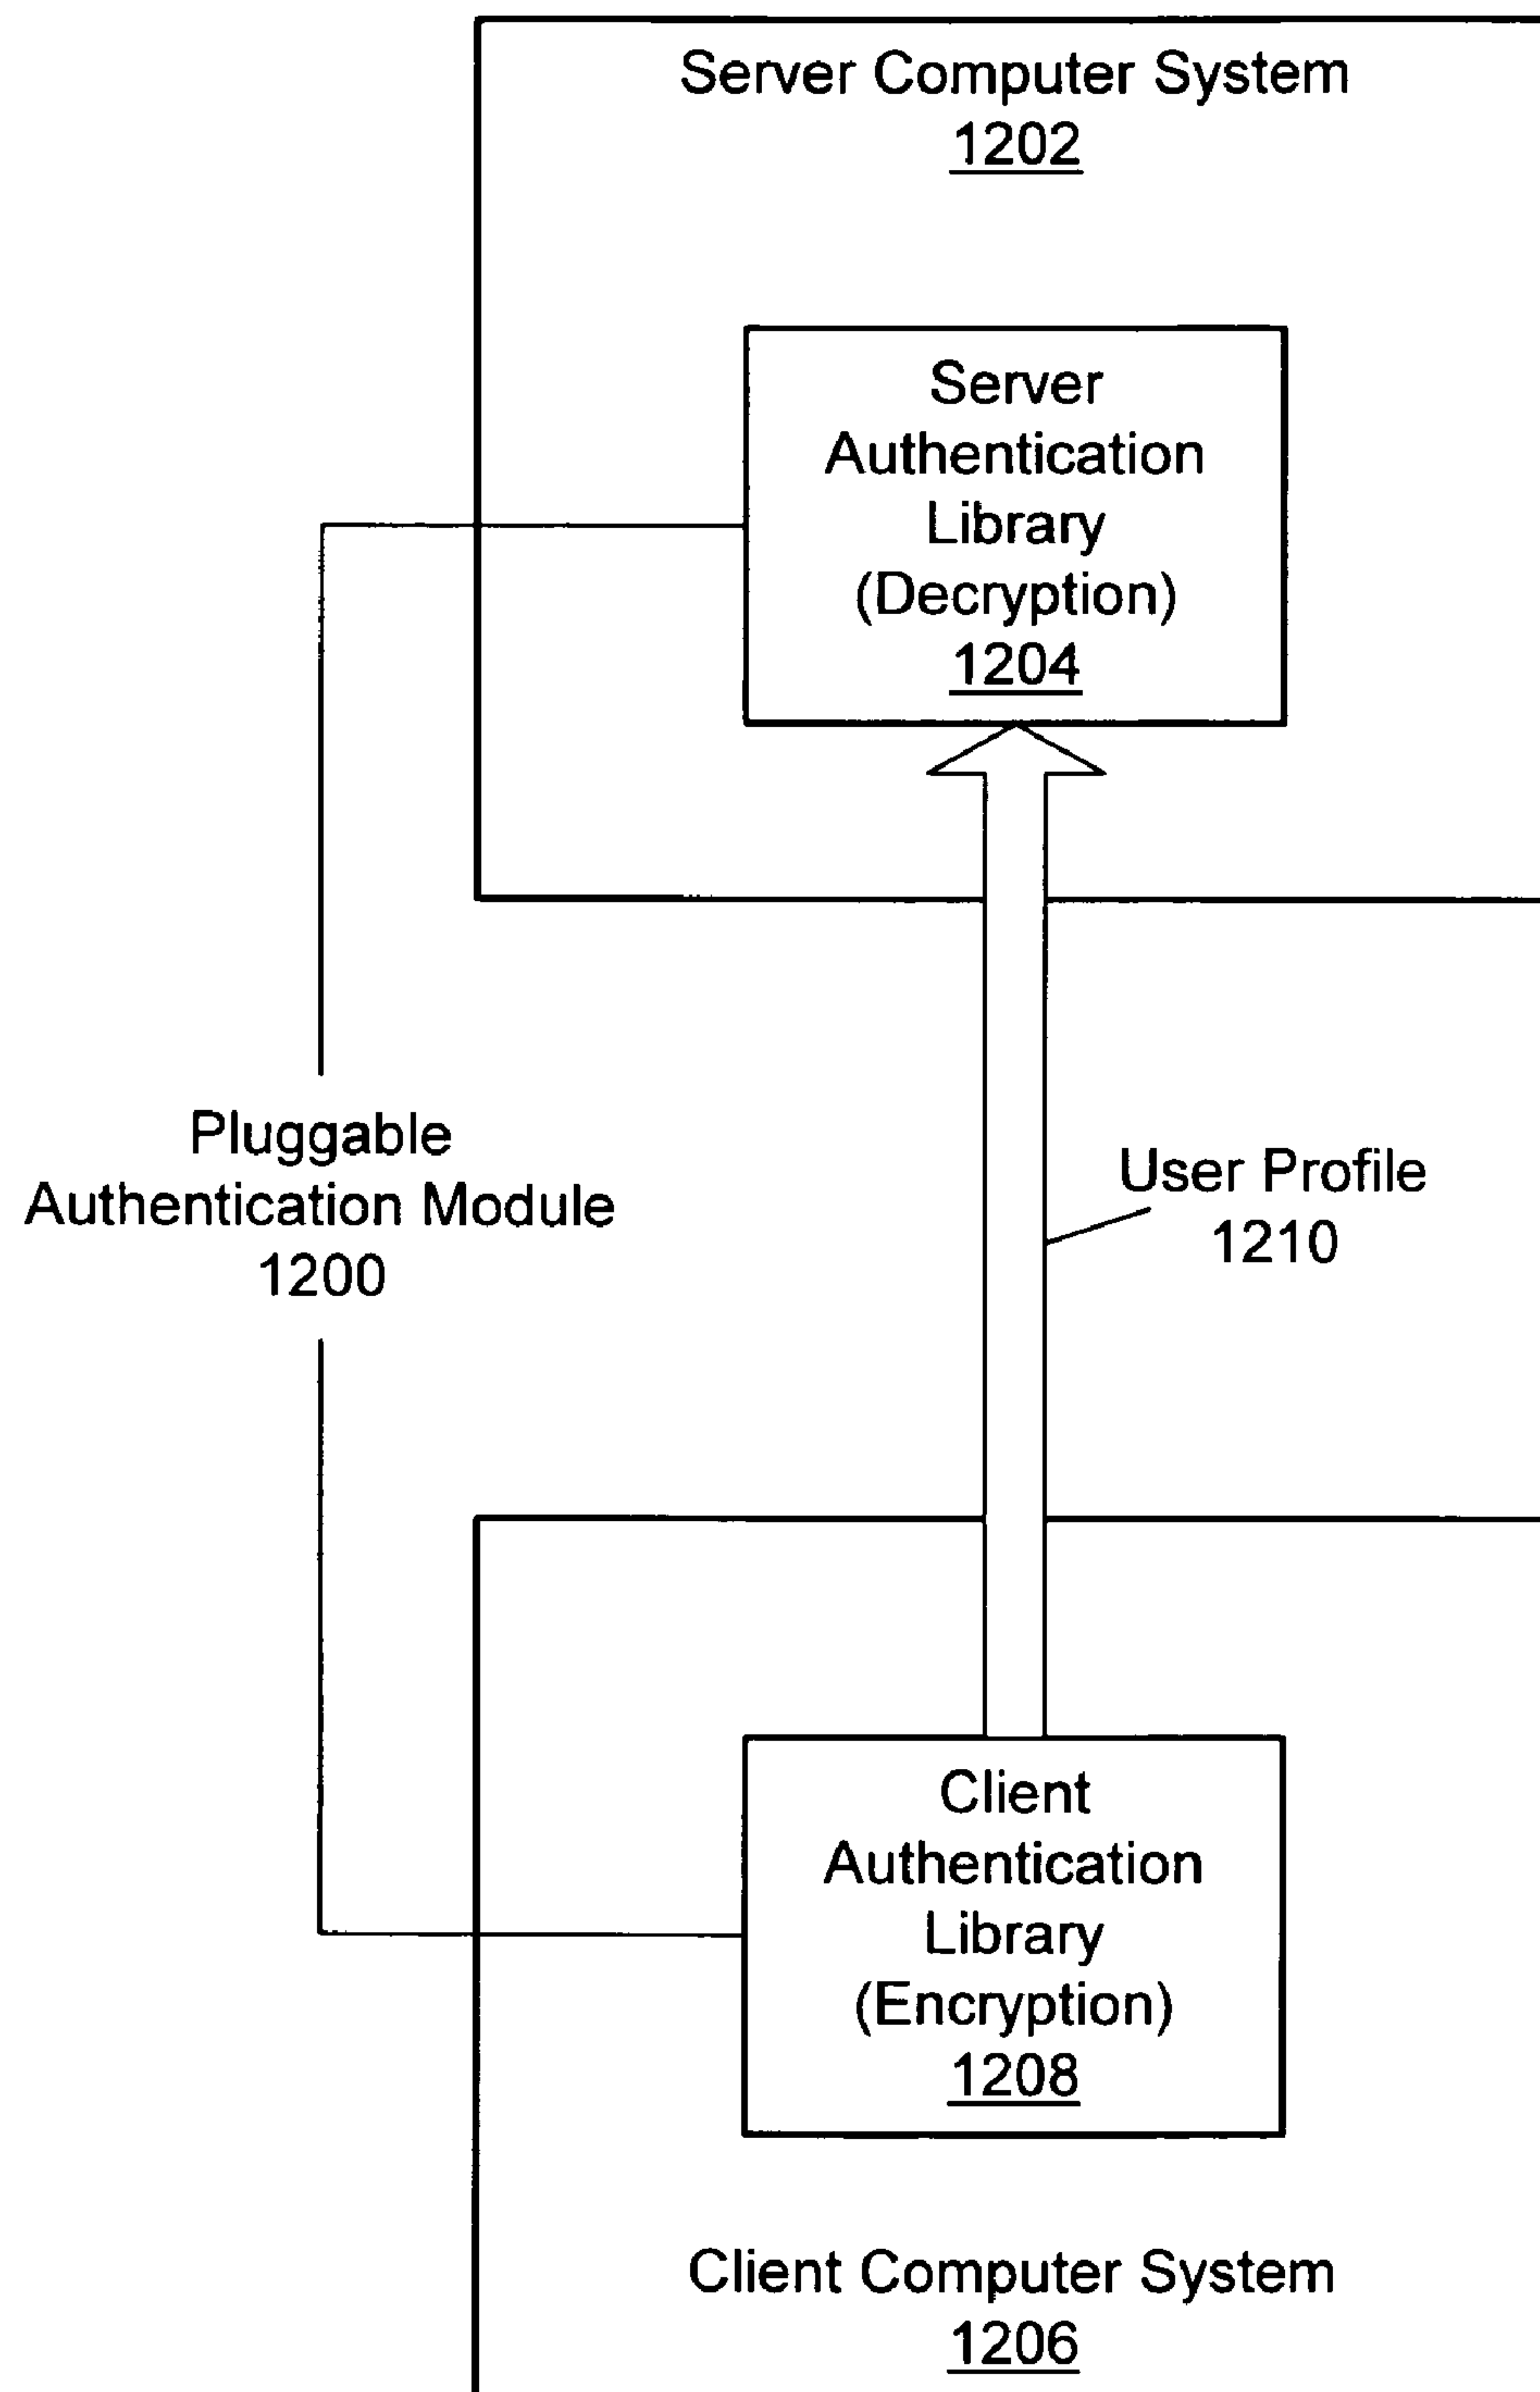 Server Computer System
1202
Server
Authentication
Library
(Decryption)
1204
Pluggable
Authentication Module
1200
User Profile
1210
Client
Authentication
Library
(Encryption)
1208
Client Computer System
1206